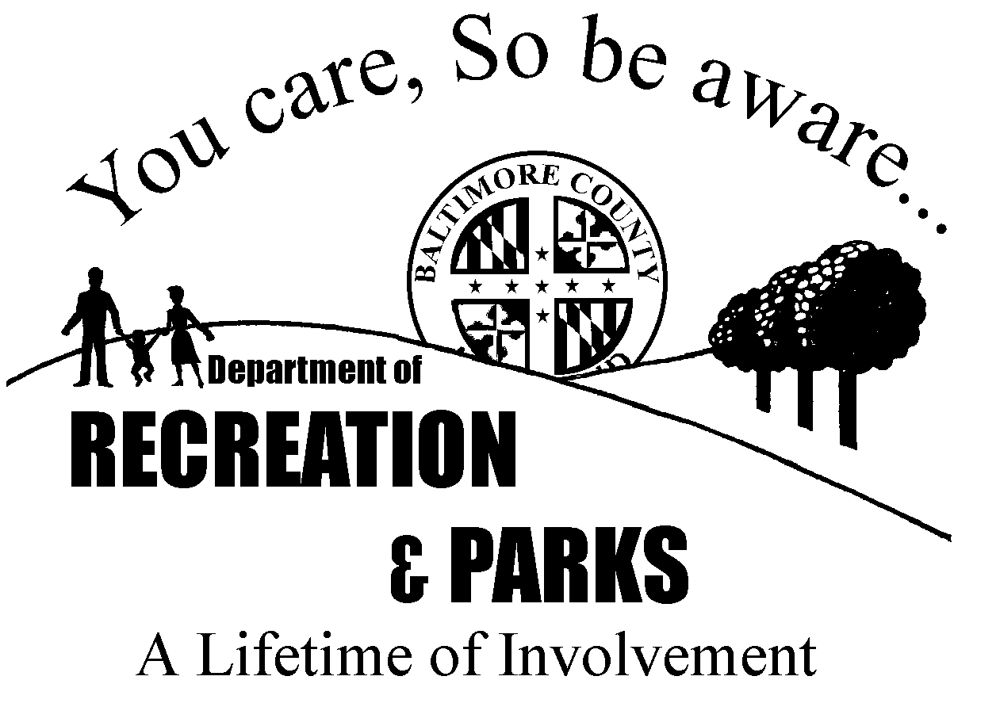 You care, So be aware...
BALTIMORE COUNTY
Department of
RECREATION
& PARKS
A Lifetime of Involvement